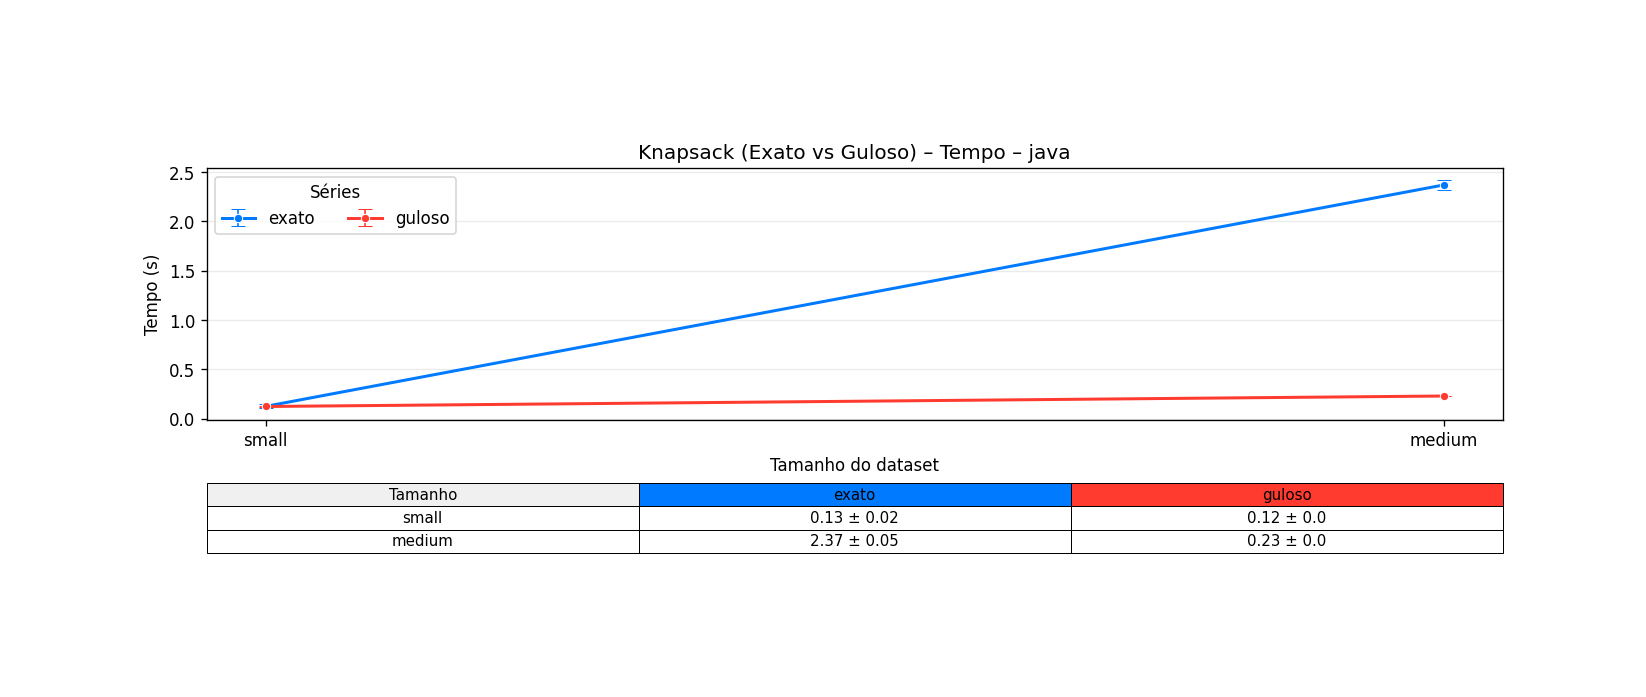 Knapsack (Exato vs Guloso) – Tempo – java
Séries
exato guloso
Tempo (s)
2.5
2.0
1.5
1.0
0.5
0.0
small medium
Tamanho do dataset
Tamanho exato guloso
small 0.13 ± 0.02 0.12 ± 0.0
medium 2.37 ± 0.05 0.23 ± 0.0